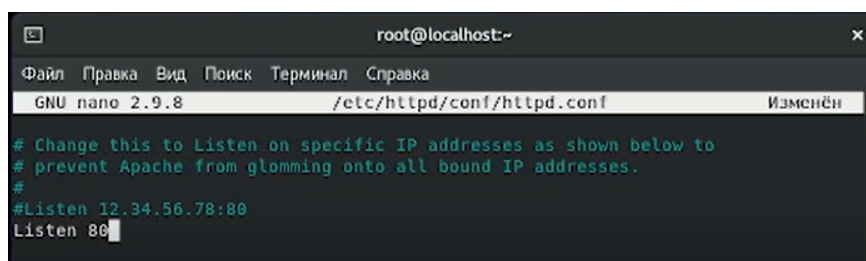 root@localhost:~ ×
Файл Правка Вид Поиск Терминал Справка
GNU nano 2.9.8 /etc/httpd/conf/httpd.conf Изменён
# Change this to Listen on specific IP addresses as shown below to
# prevent Apache from glomming onto all bound IP addresses.
#
#Listen 12.34.56.78:80
Listen 80